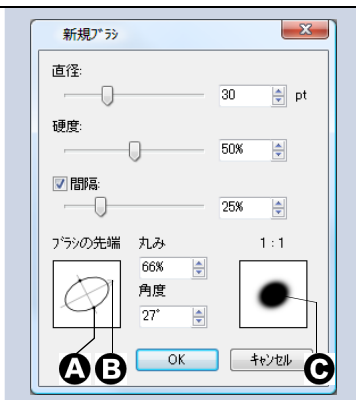 新規ブラシ
直径:
30 pt
硬度:
50%
間隔:
25%
ブラシの先端 丸み 1:1
66%
角度
27°
A B C
OK キャンセル